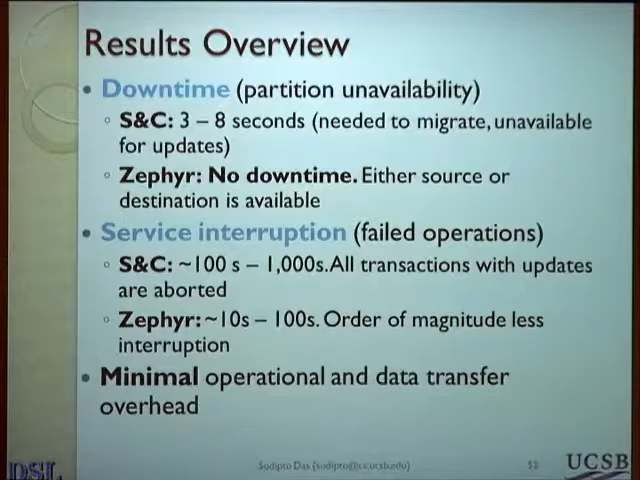 Results Overview
• Downtime (partition unavailability)
◦ S&C: 3 – 8 seconds (needed to migrate, unavailable
for updates)
◦ Zephyr: No downtime. Either source or
destination is available
• Service interruption (failed operations)
◦ S&C: ~100 s – 1,000s. All transactions with updates
are aborted
◦ Zephyr: ~10s – 100s. Order of magnitude less
interruption
• Minimal operational and data transfer
overhead
DSL
Sudipto Das {sudipto@cs.ucsb.edu}
UCSB